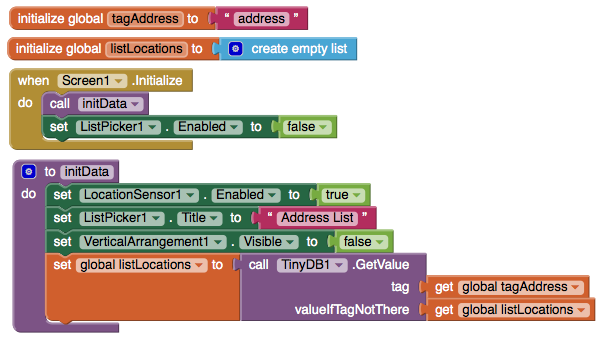 initialize global tagAddress to " address "
initialize global listLocations to create empty list
when Screen1 .Initialize
do call initData
set ListPicker1 . Enabled to false
to initData
do set LocationSensor1 . Enabled to true
set ListPicker1 . Title to " Address List "
set VerticalArrangement1 . Visible to false
set global listLocations to call TinyDB1 .GetValue
tag get global tagAddress
valueIfTagNotThere get global listLocations